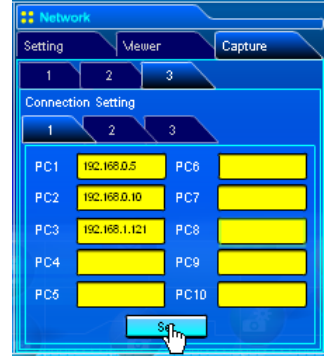 Network
Setting Viewer Capture
1 2 3
Connection Setting
1 2 3
PC1 192.168.0.5 PC6
PC2 192.168.0.10 PC7
PC3 192.168.1.121 PC8
PC4 PC9
PC5 PC10